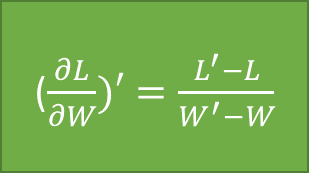 (∂L/∂W)′ = (L′−L)/(W′−W)